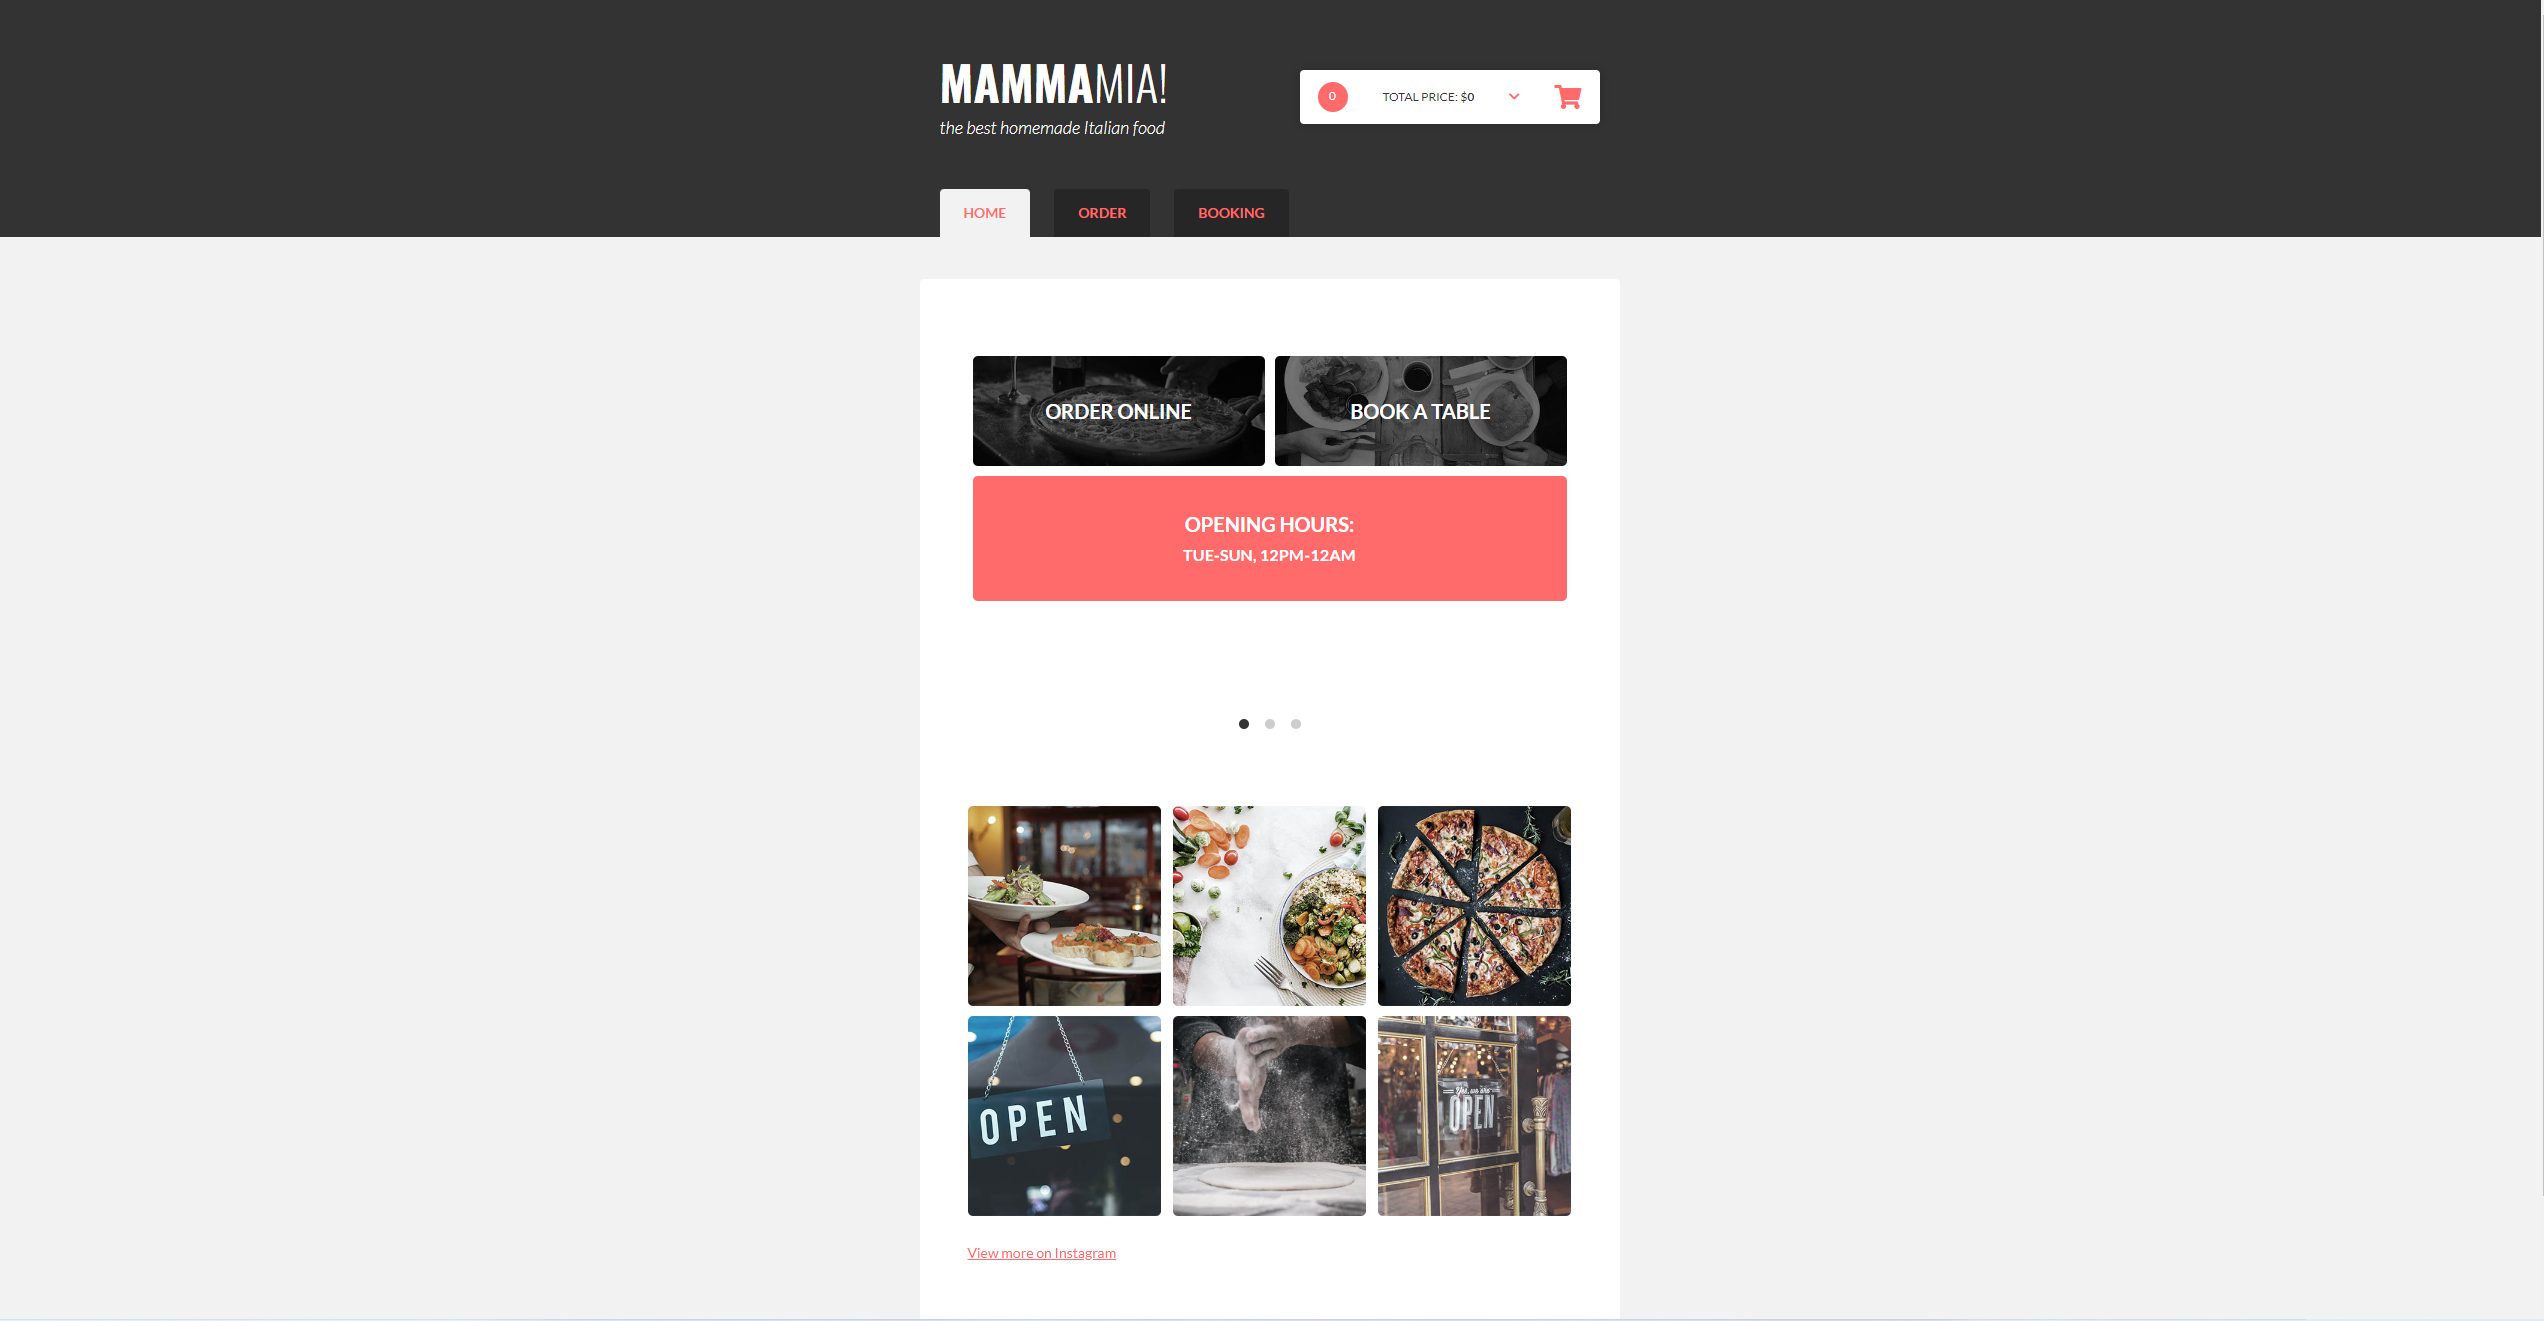 MAMMAMIA!
the best homemade Italian food
0
TOTAL PRICE: $0
HOME
ORDER
BOOKING
ORDER ONLINE
BOOK A TABLE
OPENING HOURS:
TUE-SUN, 12PM-12AM
OPEN
Yes, we are
OPEN
View more on Instagram